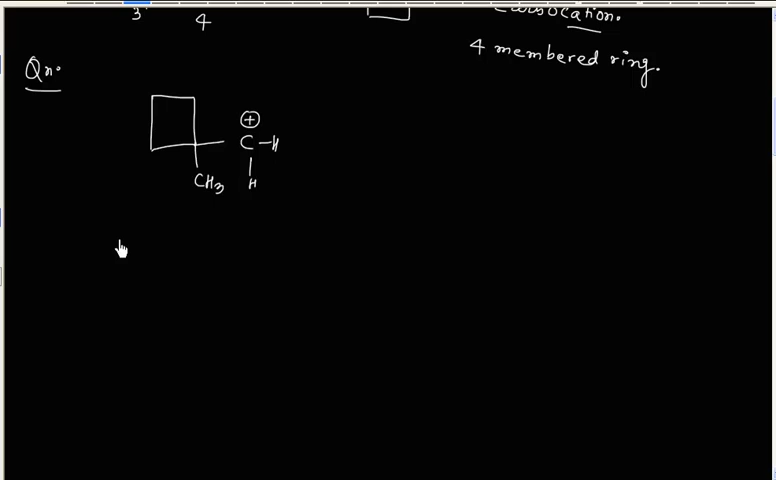 3
4
carbocation.
4 membered ring.
Qn.
⊕
C-H
CH3 H